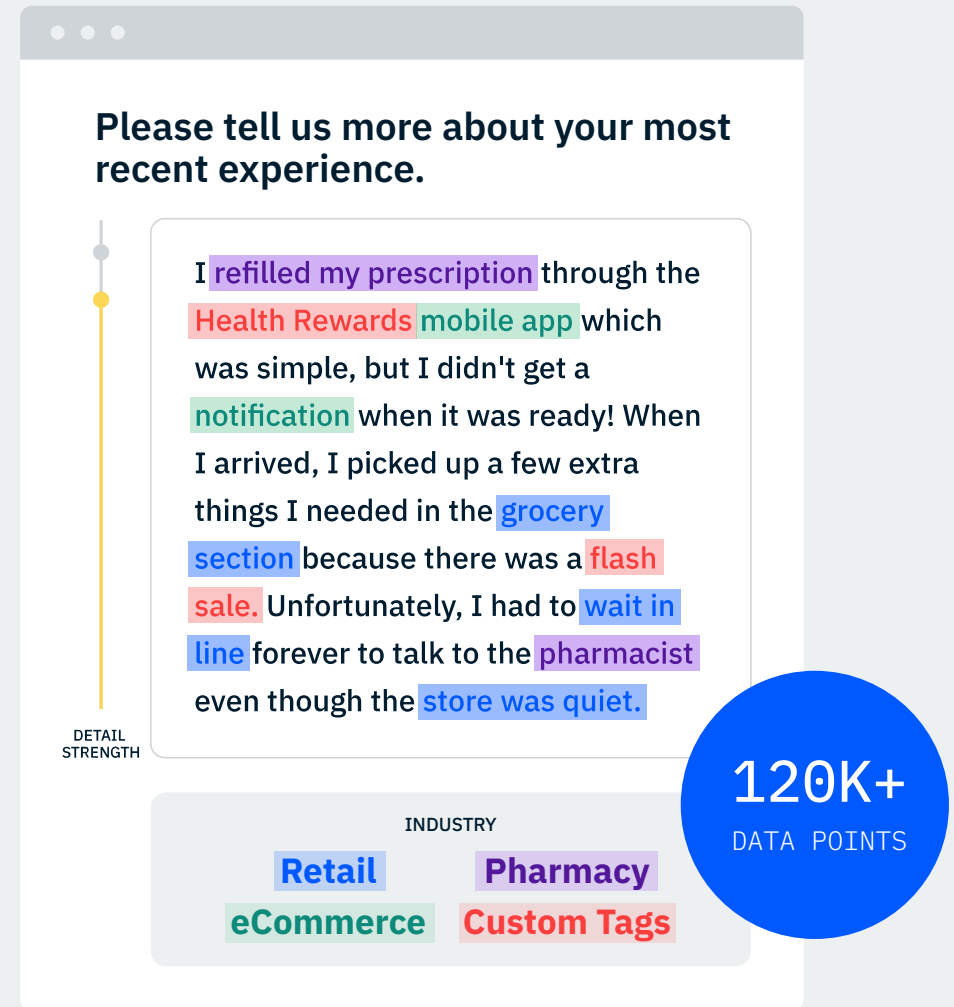 Please tell us more about your most
recent experience.
I refilled my prescription through the
Health Rewards mobile app which
was simple, but I didn't get a
notification when it was ready! When
I arrived, I picked up a few extra
things I needed in the grocery
section because there was a flash
sale. Unfortunately, I had to wait in
line forever to talk to the pharmacist
even though the store was quiet.
DETAIL
STRENGTH
120K+
DATA POINTS
INDUSTRY
Retail Pharmacy
eCommerce Custom Tags